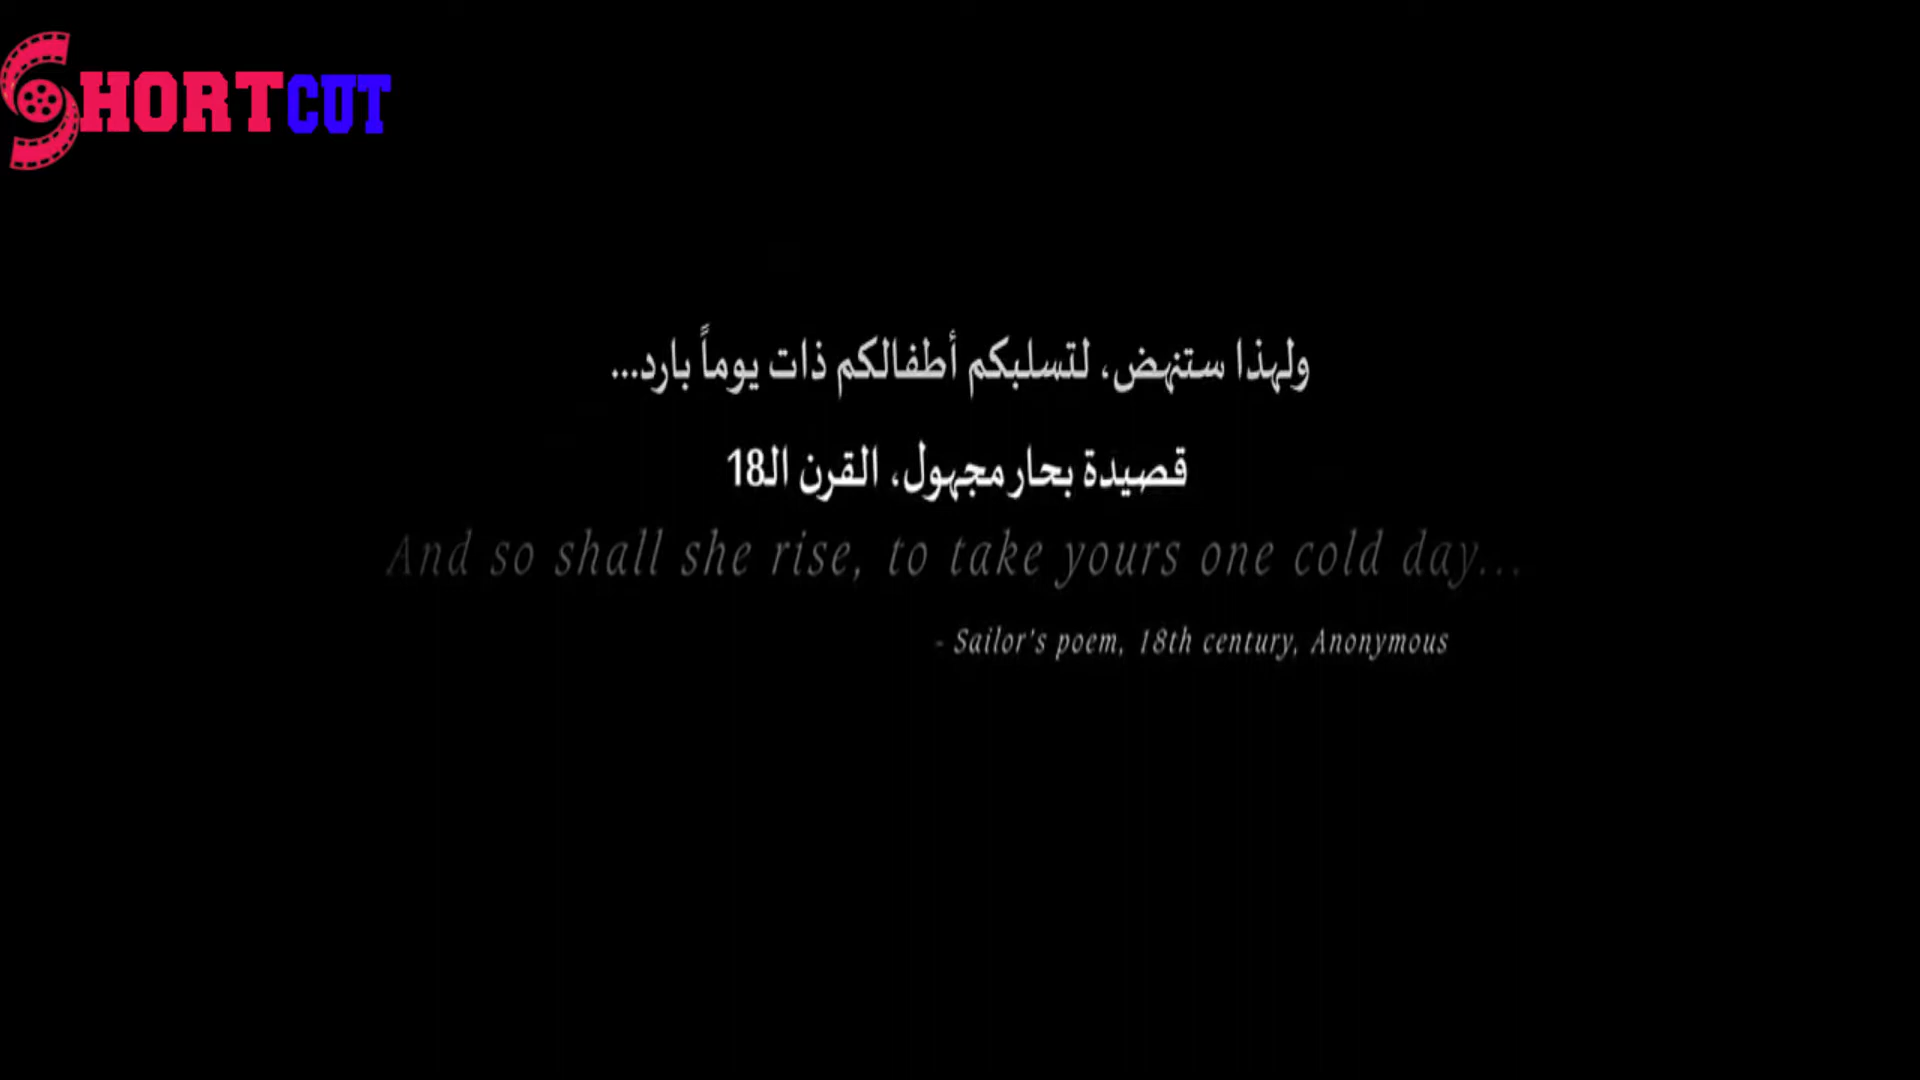 SHORTCUT
ولهذا ستنهض، لتسلبكم أطفالكم ذات يوماً بارد...
قصيدة بحار مجهول، القرن الـ18
And so shall she rise, to take yours one cold day...
- Sailor's poem, 18th century, Anonymous